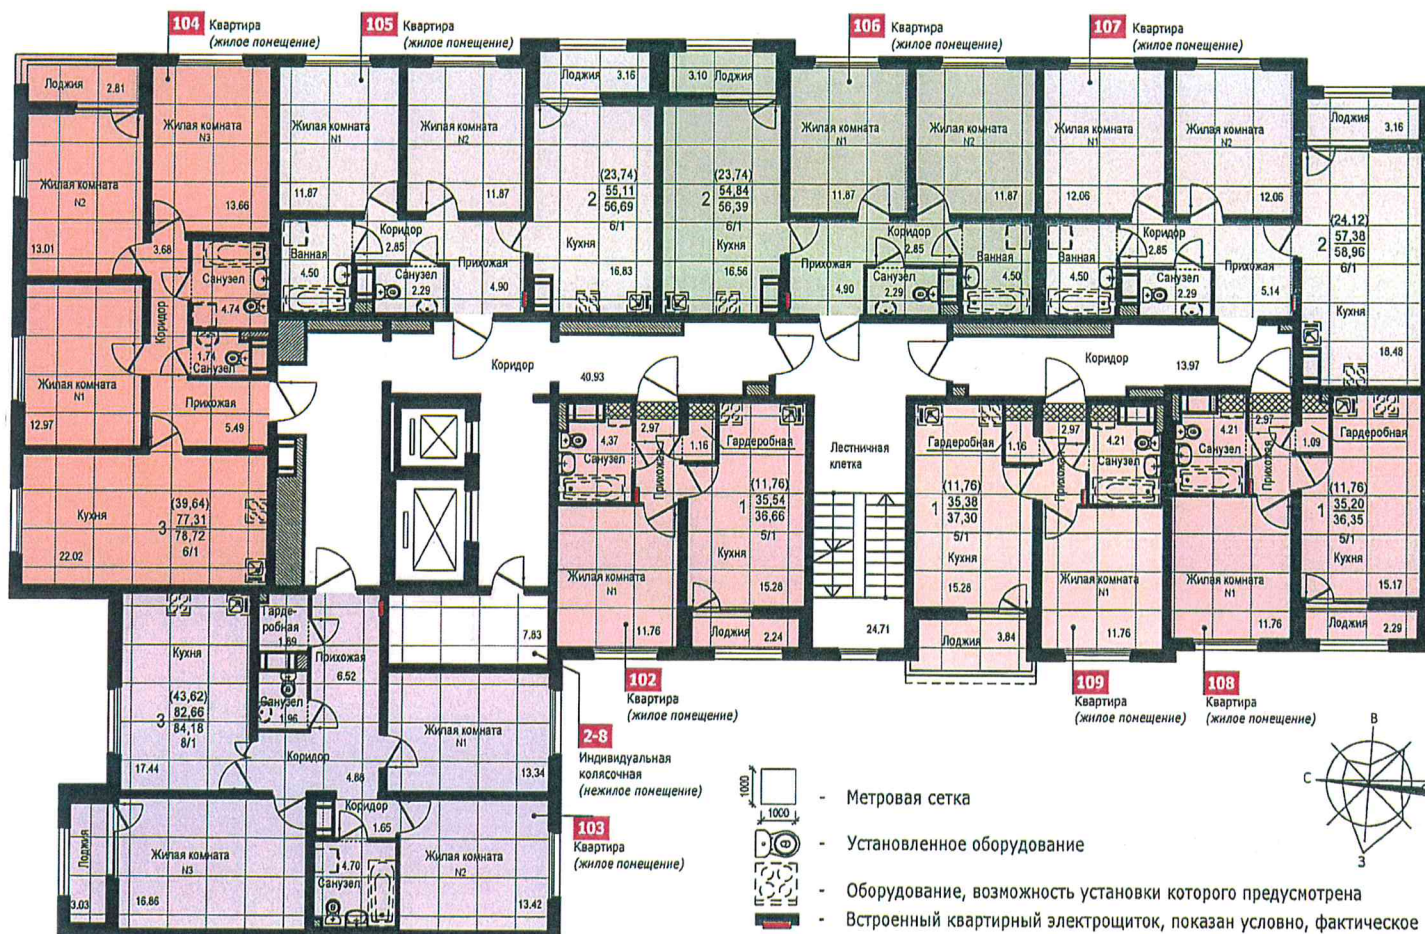 104 Квартира
(жилое помещение)
105 Квартира
(жилое помещение)
106 Квартира
(жилое помещение)
107 Квартира
(жилое помещение)
Лоджия 2.81
Жилая комната
N3
13.66
Жилая комната
N2
13.01
3.68
Санузел
4.74
Коридор
1.74
Санузел
Жилая комната
N1
12.97
Прихожая
5.49
Кухня
22.02
3
(39,64)
77,31
78,72
6/1
Жилая комната
N1
11.87
Жилая комната
N2
11.87
Лоджия 3.16
2
(23,74)
55,11
56,69
6/1
Кухня
16.83
Ванная
4.50
Коридор
2.85
Санузел
2.29
Прихожая
4.90
3.10 Лоджия
2
(23,74)
54,84
56,39
6/1
Кухня
16.56
Жилая комната
N1
11.87
Жилая комната
N2
11.87
Коридор
2.85
Прихожая
4.90
Санузел
2.29
Ванная
4.50
Жилая комната
N1
12.06
Жилая комната
N2
12.06
Лоджия
3.16
2
(24,12)
57,38
58,96
6/1
Кухня
18.48
Ванная
4.50
Коридор
2.85
Санузел
2.29
Прихожая
5.14
Коридор
40.93
Коридор
13.97
4.37
Санузел
2.97
Прихожая
1.16
Гардеробная
1
(11,76)
35,54
36,66
5/1
Кухня
15.28
Жилая комната
N1
11.76
Лоджия 2.24
Лестничная
клетка
24.71
Гардеробная
1.16
2.97
Прихожая
4.21
Санузел
1
(11,76)
35,38
37,30
5/1
Кухня
15.28
Жилая комната
N1
11.76
Лоджия 3.84
4.21
Санузел
2.97
Прихожая
1.09
Гардеробная
1
(11,76)
35,20
36,35
5/1
Кухня
15.17
Жилая комната
N1
11.76
Лоджия 2.29
102
Квартира
(жилое помещение)
109
Квартира
(жилое помещение)
108
Квартира
(жилое помещение)
7.83
2-8
Индивидуальная
колясочная
(нежилое помещение)
103
Квартира
(жилое помещение)
Кухня
3
(43,62)
82,66
84,18
8/1
17.44
Гарде-
робная
1.69
Прихожая
6.52
Санузел
1.96
Коридор
4.88
Жилая комната
N1
13.34
Коридор
1.65
Жилая комната
N2
13.42
4.70
Санузел
Жилая комната
N3
16.86
Лоджия
3.03
1000
1000
- Метровая сетка
- Установленное оборудование
- Оборудование, возможность установки которого предусмотрена
- Встроенный квартирный электрощиток, показан условно, фактическое
В
С
З